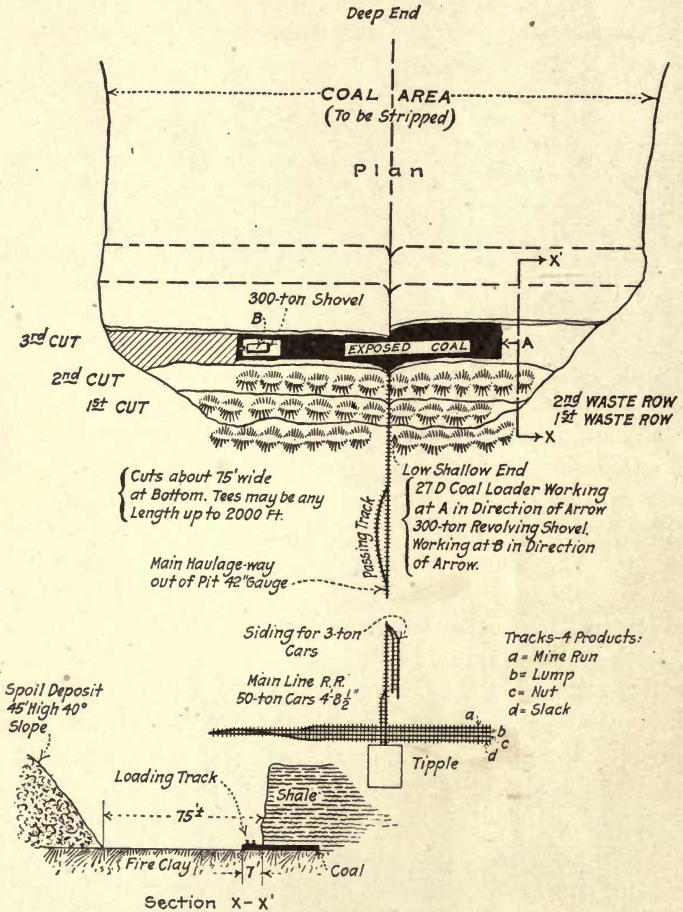 Deep End
COAL AREA
(To be Stripped)
Plan
X'
300-ton Shovel
B
3rd CUT
EXPOSED COAL
A
2nd CUT
1st CUT
2nd WASTE ROW
1st WASTE ROW
X
Cuts about 75' wide
at Bottom. Tees may be any
Length up to 2000 Ft.
Low Shallow End
27 D Coal Loader Working
at A in Direction of Arrow
300-ton Revolving Shovel.
Working at B in Direction
of Arrow.
Passing Track
Main Haulage-way
out of Pit 42" Gauge
Siding for 3-ton
Cars
Main Line R.R.
50-ton Cars 4'-8½"
Tracks-4 Products:
a = Mine Run
b = Lump
c = Nut
d = Slack
a
b
c
d
Tipple
Spoil Deposit
45' High 40°
Slope
Loading Track
Shale
75'±
Fire Clay
7'
Coal
Section X-X'